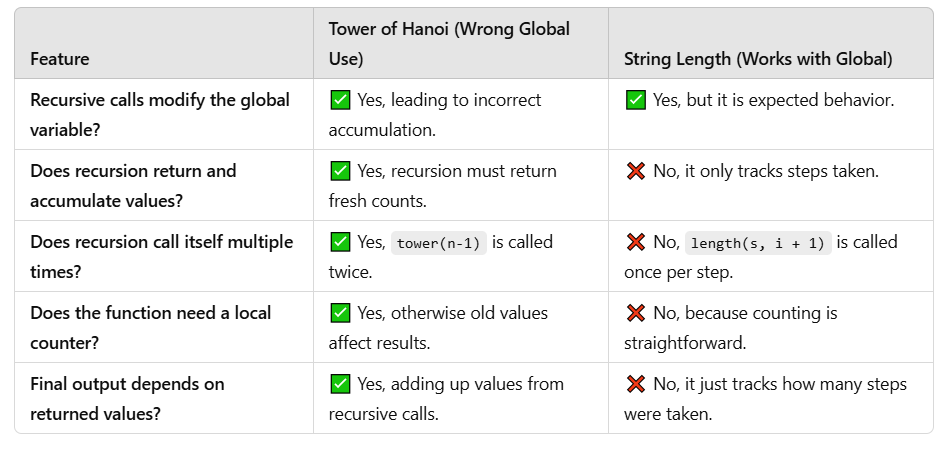 Feature
Tower of Hanoi (Wrong Global
Use)
String Length (Works with Global)
Recursive calls modify the global
variable?
✅ Yes, leading to incorrect
accumulation.
✅ Yes, but it is expected behavior.
Does recursion return and
accumulate values?
✅ Yes, recursion must return
fresh counts.
❌ No, it only tracks steps taken.
Does recursion call itself multiple
times?
✅ Yes, tower(n-1) is called
twice.
❌ No, length(s, i + 1) is called
once per step.
Does the function need a local
counter?
✅ Yes, otherwise old values
affect results.
❌ No, because counting is
straightforward.
Final output depends on
returned values?
✅ Yes, adding up values from
recursive calls.
❌ No, it just tracks how many steps
were taken.